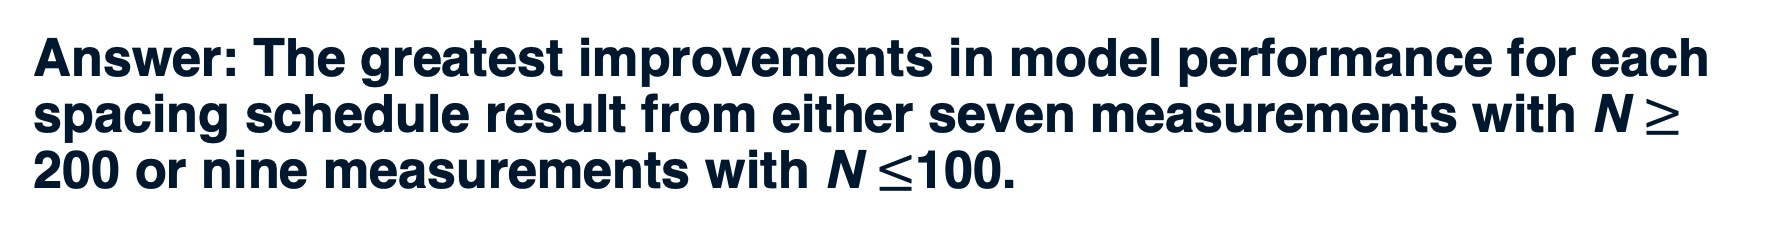 Answer: The greatest improvements in model performance for each
spacing schedule result from either seven measurements with N ≥
200 or nine measurements with N ≤100.